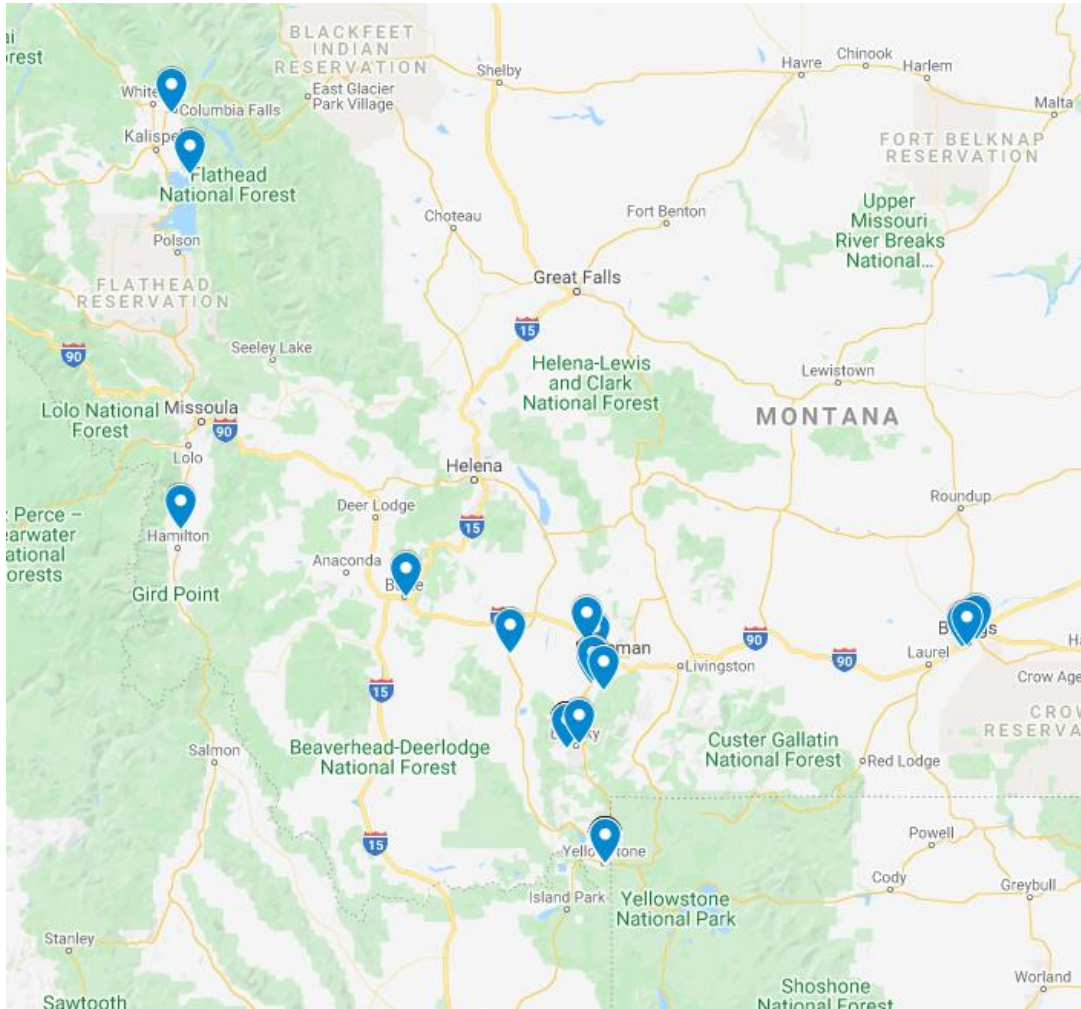 Forest
BLACKFEET
INDIAN
RESERVATION
Shelby
Havre
Chinook
Harlem
East Glacier
Park Village
Malta
Columbia Falls
FORT BELKNAP
RESERVATION
Flathead
National Forest
Choteau
Fort Benton
Upper
Missouri
River Breaks
National...
Polson
FLATHEAD
RESERVATION
Great Falls
15
90
Seeley Lake
Helena-Lewis
and Clark
National Forest
Lewistown
Lolo National
Forest
Missoula
90
MONTANA
Lolo
Helena
Roundup
Deer Lodge
15
Hamilton
Anaconda
Gird Point
90
90
Laurel
Livingston
Crow Age
15
Salmon
Beaverhead-Deerlodge
National Forest
Custer Gallatin
National Forest
Red Lodge
15
Powell
Cody
Greybull
Island Park
Yellowstone
National Park
Stanley
Sawtooth
Shoshone
National Forest
Worland